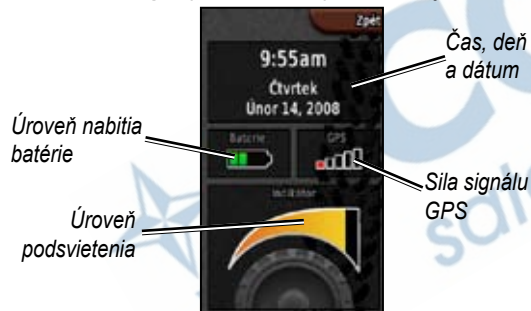 Zpět
9:55am
Čtvrtek
Únor 14, 2008
Baterie
GPS
Indikátor
Čas, deň
a dátum
Úroveň nabitia
batérie
Sila signálu
GPS
Úroveň
podsvietenia